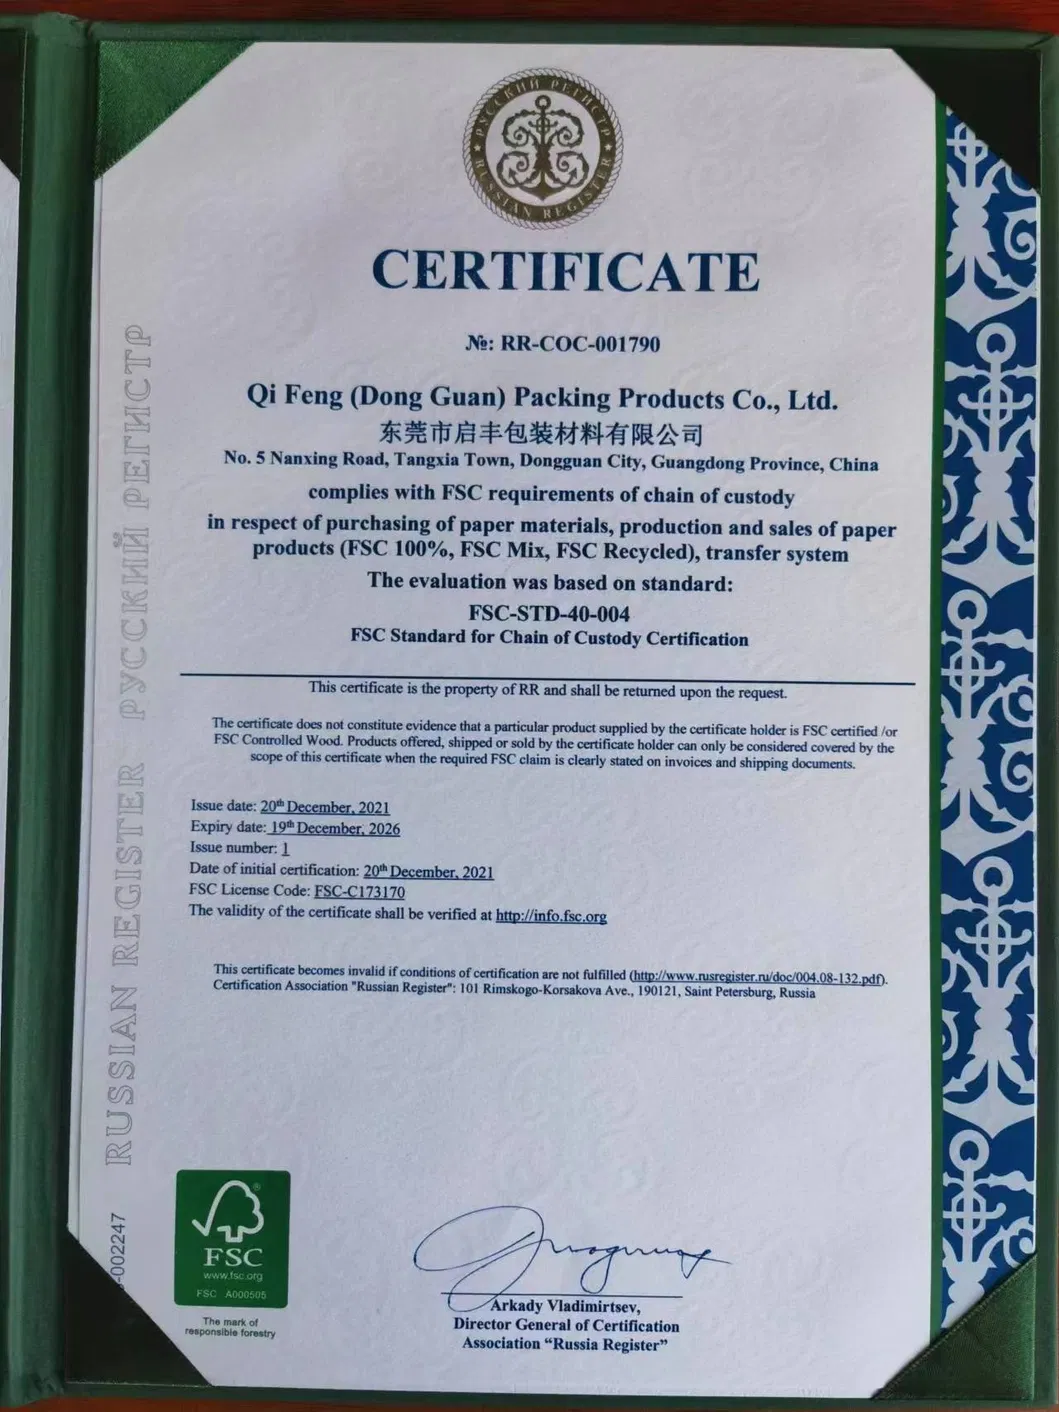 РУССКИЙ РЕГИСТР
RUSSIAN REGISTER
CERTIFICATE
№: RR-COC-001790
Qi Feng (Dong Guan) Packing Products Co., Ltd.
东莞市启丰包装材料有限公司
No. 5 Nanxing Road, Tangxia Town, Dongguan City, Guangdong Province, China
complies with FSC requirements of chain of custody
in respect of purchasing of paper materials, production and sales of paper
products (FSC 100%, FSC Mix, FSC Recycled), transfer system
The evaluation was based on standard:
FSC-STD-40-004
FSC Standard for Chain of Custody Certification
This certificate is the property of RR and shall be returned upon the request.
The certificate does not constitute evidence that a particular product supplied by the certificate holder is FSC certified /or
FSC Controlled Wood. Products offered, shipped or sold by the certificate holder can only be considered covered by the
scope of this certificate when the required FSC claim is clearly stated on invoices and shipping documents.
Issue date: 20th December, 2021
Expiry date: 19th December, 2026
Issue number: 1
Date of initial certification: 20th December, 2021
FSC License Code: FSC-C173170
The validity of the certificate shall be verified at http://info.fsc.org
This certificate becomes invalid if conditions of certification are not fulfilled (http://www.rusregister.ru/doc/004.08-132.pdf).
Certification Association "Russian Register": 101 Rimskogo-Korsakova Ave., 190121, Saint Petersburg, Russia
RUSSIAN REGISTER РУССКИЙ РЕГИСТР
-002247
®
FSC
www.fsc.org
FSC A000505
The mark of
responsible forestry
Arkady Vladimirtsev,
Director General of Certification
Association “Russia Register”